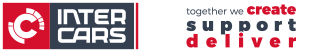 INTER
CARS
together we create
support
deliver